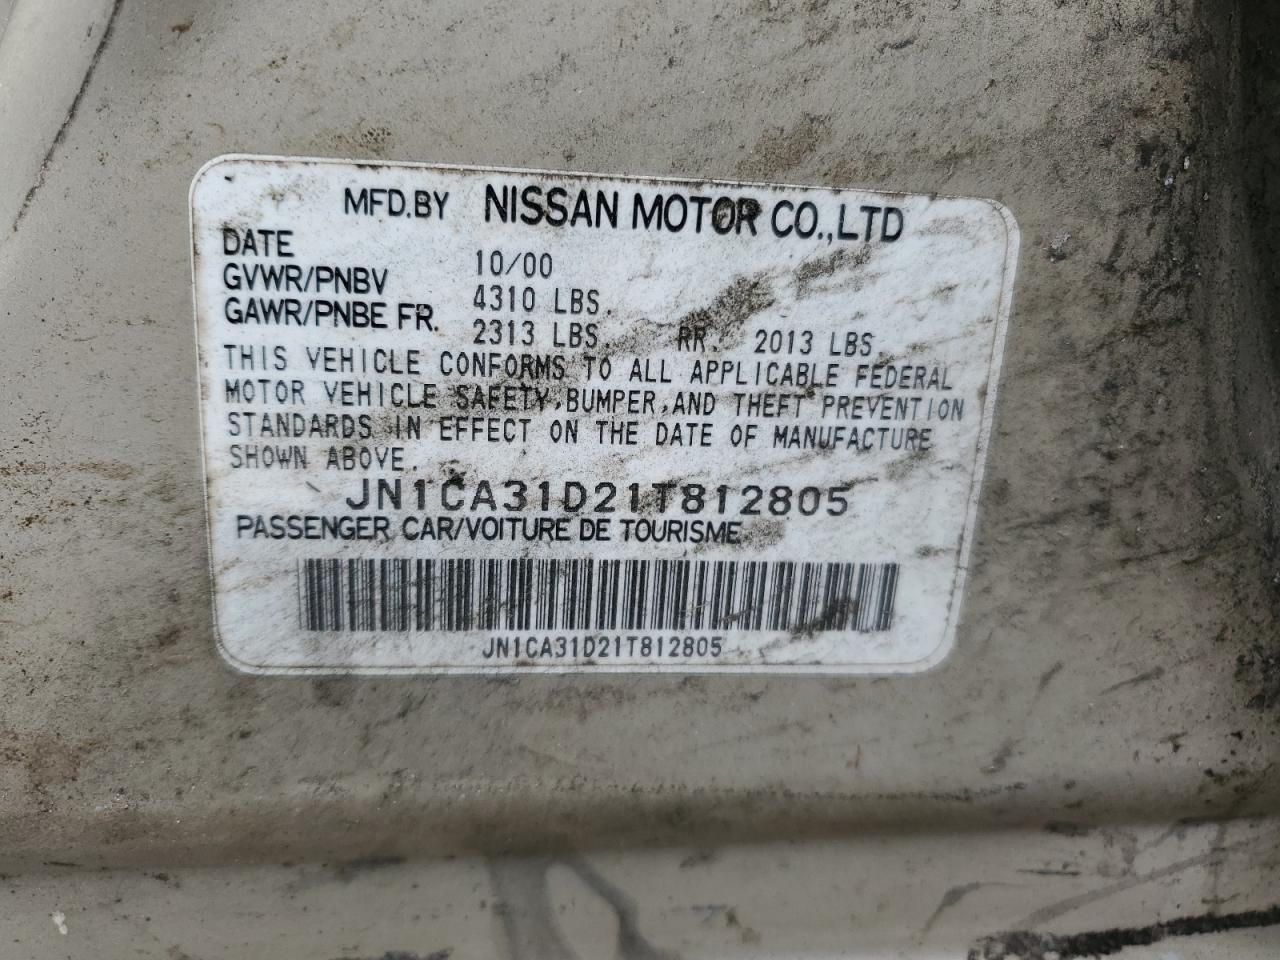 MFD.BY NISSAN MOTOR CO.,LTD
DATE 10/00
GVWR/PNBV 4310 LBS.
GAWR/PNBE FR. 2313 LBS. RR. 2013 LBS.
THIS VEHICLE CONFORMS TO ALL APPLICABLE FEDERAL
MOTOR VEHICLE SAFETY,BUMPER,AND THEFT PREVENTION
STANDARDS IN EFFECT ON THE DATE OF MANUFACTURE
SHOWN ABOVE.
JN1CA31D21T812805
PASSENGER CAR/VOITURE DE TOURISME
JN1CA31D21T812805